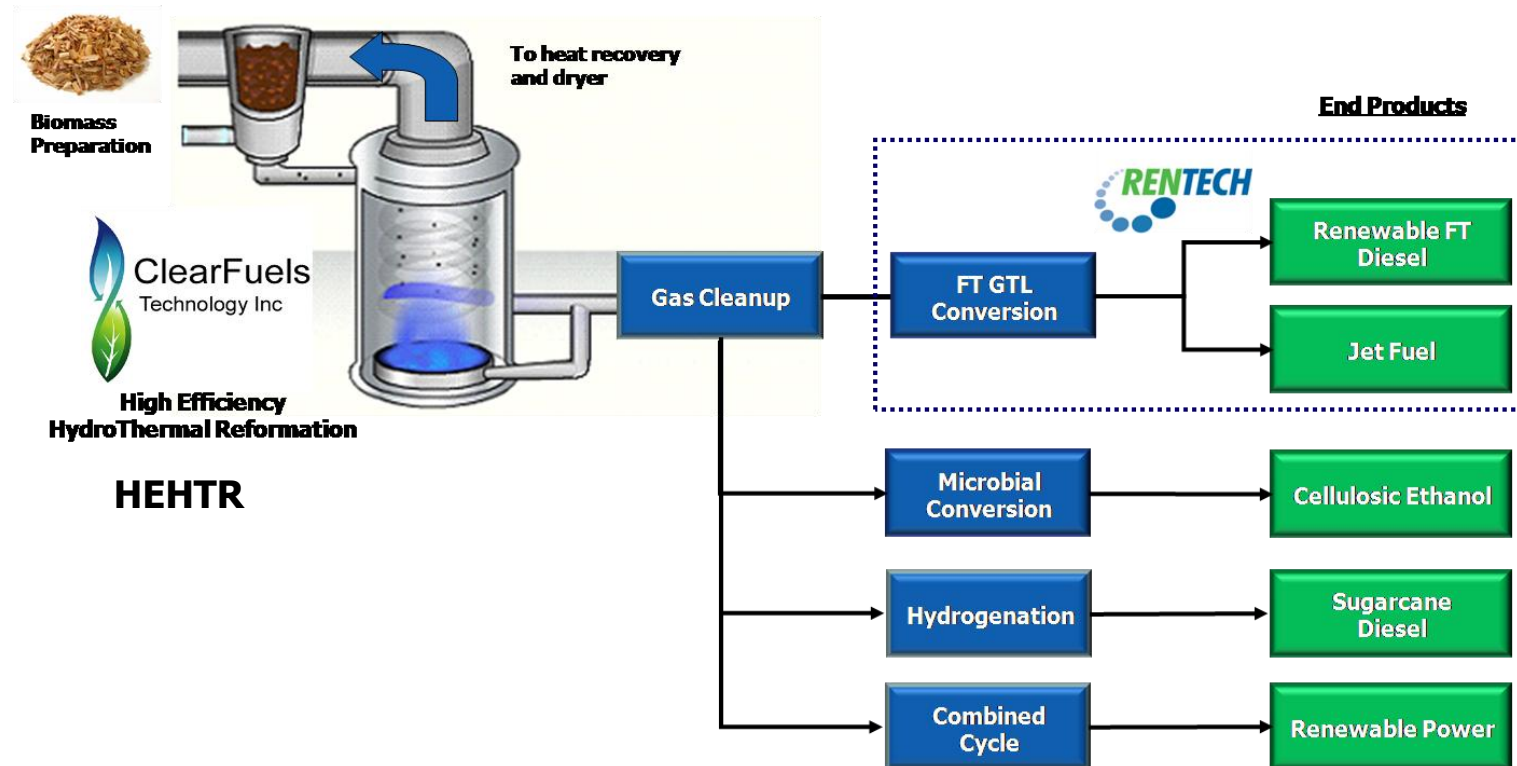 To heat recovery
and dryer
Biomass
Preparation
End Products
RENTECH
ClearFuels
Technology Inc
High Efficiency
HydroThermal Reformation
HEHTR
Gas Cleanup
FT GTL
Conversion
Renewable FT
Diesel
Jet Fuel
Microbial
Conversion
Cellulosic Ethanol
Hydrogenation
Sugarcane
Diesel
Combined
Cycle
Renewable Power